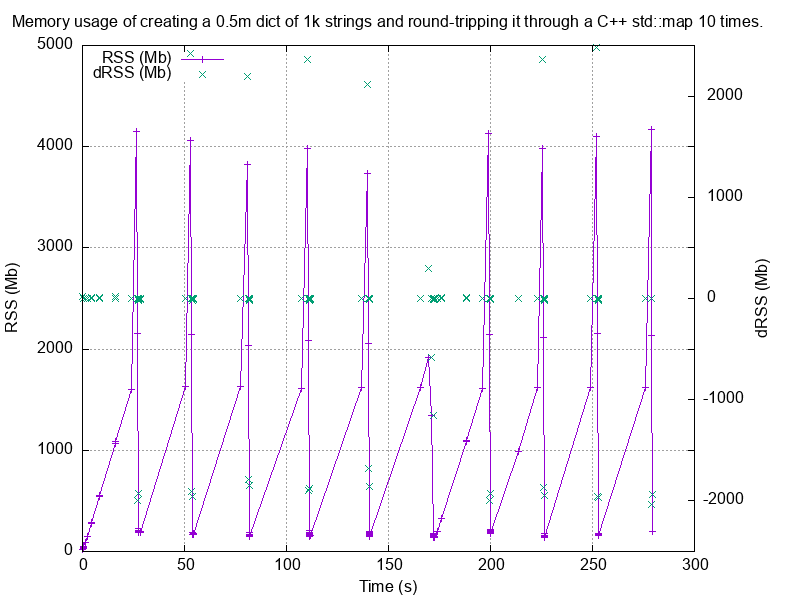 Memory usage of creating a 0.5m dict of 1k strings and round-tripping it through a C++ std::map 10 times.
RSS (Mb)
dRSS (Mb)
5000
4000
3000
2000
1000
0
RSS (Mb)
2000
1000
0
-1000
-2000
dRSS (Mb)
0 50 100 150 200 250 300
Time (s)